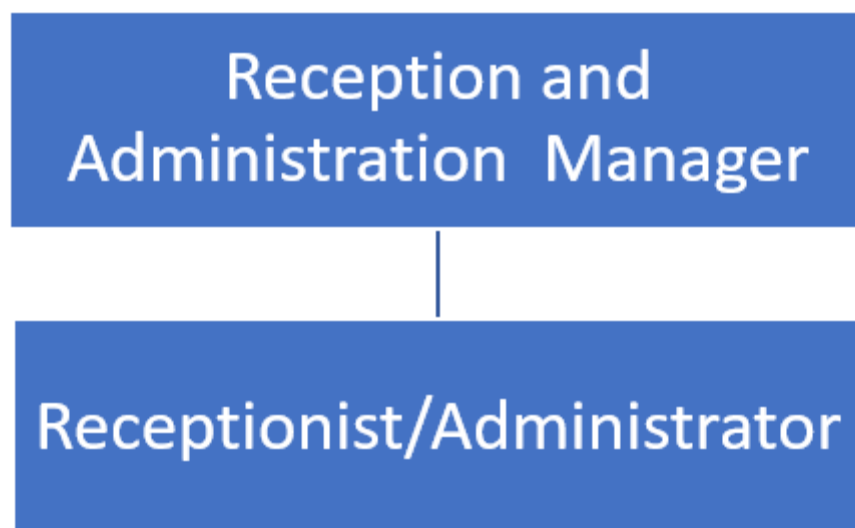 Reception and
Administration  Manager
Receptionist/Administrator